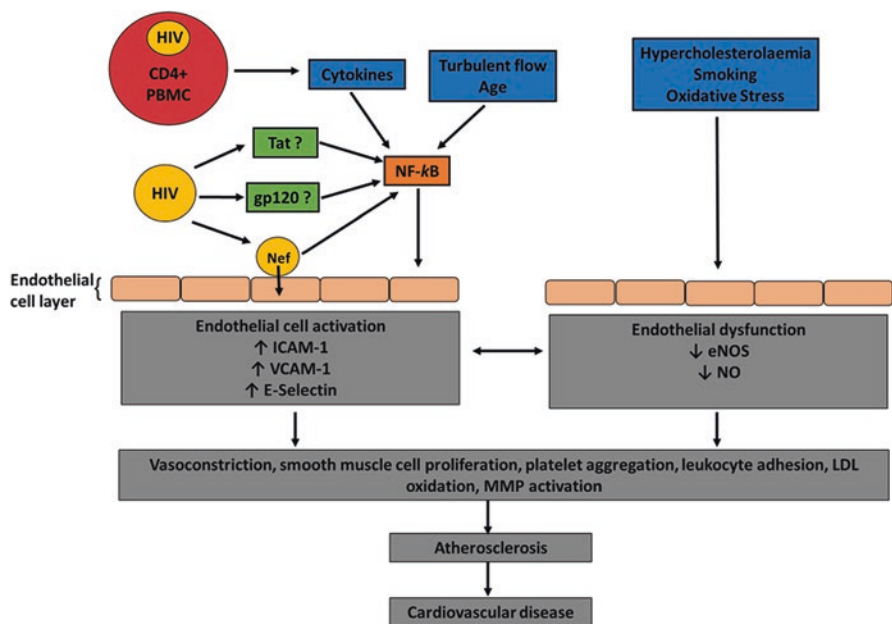 HIV
CD4+
PBMC
Cytokines
Turbulent flow
Age
Hypercholesterolaemia
Smoking
Oxidative Stress
Tat ?
HIV
gp120 ?
NF-kB
Nef
Endothelial
cell layer
Endothelial cell activation
↑ ICAM-1
↑ VCAM-1
↑ E-Selectin
Endothelial dysfunction
↓ eNOS
↓ NO
Vasoconstriction, smooth muscle cell proliferation, platelet aggregation, leukocyte adhesion, LDL
oxidation, MMP activation
Atherosclerosis
Cardiovascular disease